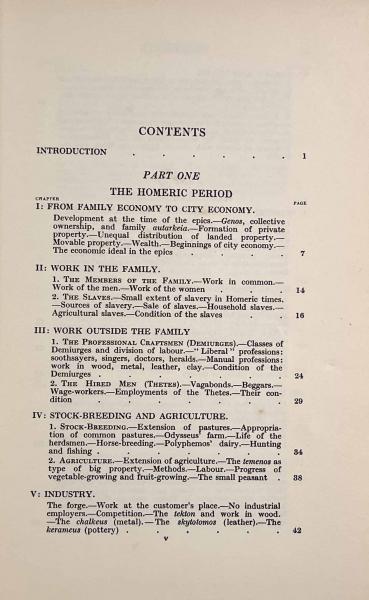 CONTENTS
INTRODUCTION . . . . . . 1
PART ONE
THE HOMERIC PERIOD
CHAPTER PAGE
I: FROM FAMILY ECONOMY TO CITY ECONOMY.
Development at the time of the epics.—Genos, collective
ownership, and family autarkeia.—Formation of private
property.—Unequal distribution of landed property.—
Movable property.—Wealth.—Beginnings of city economy.—
The economic ideal in the epics . . . . 7
II: WORK IN THE FAMILY.
1. THE MEMBERS OF THE FAMILY.—Work in common.—
Work of the men.—Work of the women . . . 14
2. THE SLAVES.—Small extent of slavery in Homeric times.
—Sources of slavery.—Sale of slaves.—Household slaves.—
Agricultural slaves.—Condition of the slaves . . 16
III: WORK OUTSIDE THE FAMILY
1. THE PROFESSIONAL CRAFTSMEN (DEMIURGES).—Classes of
Demiurges and division of labour.—"Liberal" professions:
soothsayers, singers, doctors, heralds.—Manual professions:
work in wood, metal, leather, clay.—Condition of the
Demiurges . . . . . . . 24
2. THE HIRED MEN (THETES).—Vagabonds.—Beggars.—
Wage-workers.—Employments of the Thetes.—Their con-
dition . . . . . . . . 29
IV: STOCK-BREEDING AND AGRICULTURE.
1. STOCK-BREEDING.—Extension of pastures.—Appropria-
tion of common pastures.—Odysseus' farm.—Life of the
herdsmen.—Horse-breeding.—Polyphemos' dairy.—Hunting
and fishing . . . . . . . 34
2. AGRICULTURE.—Extension of agriculture.—The temenos as
type of big property.—Methods.—Labour.—Progress of
vegetable-growing and fruit-growing.—The small peasant . 38
V: INDUSTRY.
The forge.—Work at the customer's place.—No industrial
employers.—Competition.—The tekton and work in wood.
—The chalkeus (metal).—The skytotomos (leather).—The
kerameus (pottery) . . . . . . 42
v